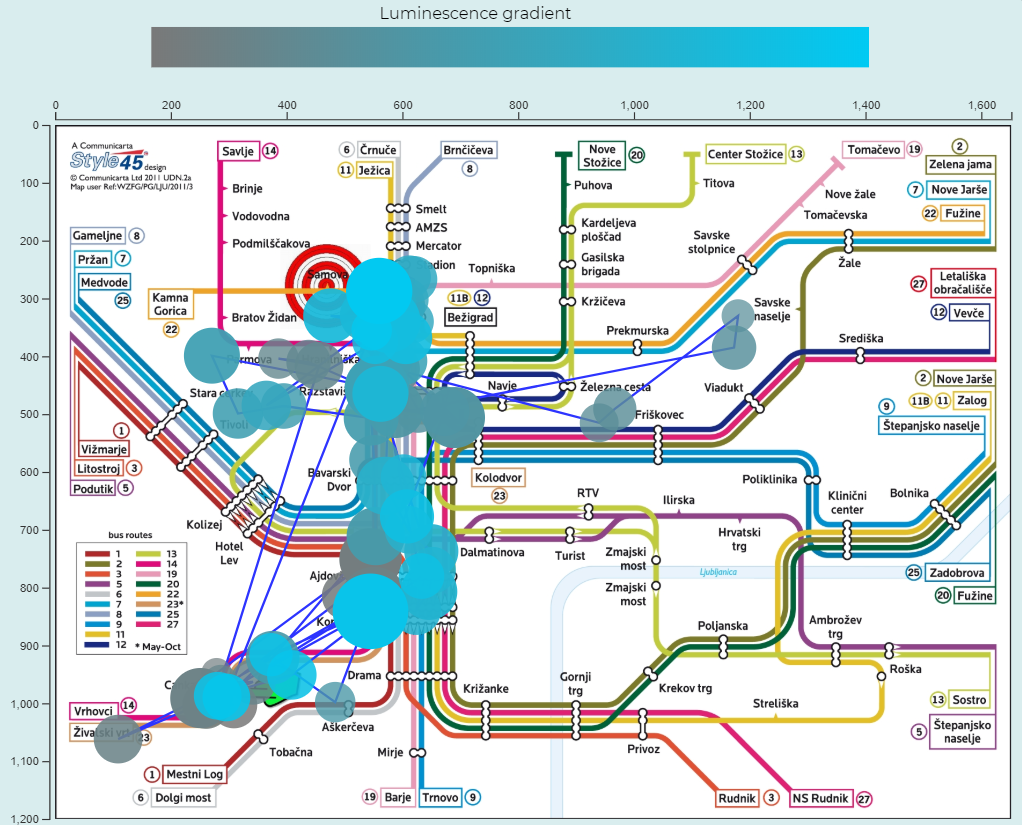 Luminescence gradient
0 200 400 600 800 1,000 1,200 1,400 1,600
0
100
200
300
400
500
600
700
800
900
1,000
1,100
1,200
A Communicarta
Style45 design
© Communicarta Ltd 2011 UDN.2a
Map user Ref:WZFG/PG/LJU/2011/3
Savlje 14
6 Črnuče
11 Ježica
Brnčičeva
8
Nove
Stožice
20
Center Stožice 13
Tomačevo 19
2
Zelena jama
7 Nove Jarše
22 Fužine
Brinje
Vodovodna
Podmilščakova
Smelt
AMZS
Mercator
Puhova
Titova
Kardeljeva
ploščad
Gasilska
brigada
Kržičeva
Nove žale
Tomačevska
Savske
stolpnice
Žale
Gameljne 8
Pržan 7
Medvode
25
Topniška
11B 12
Bežigrad
27 Letališka
obračališče
12 Vevče
Kamna
Gorica
22
Bratov Židan
Prekmurska
Savske
naselje
Središka
Navje
Železna cesta
Friškovec
Viadukt
2 Nove Jarše
11B 11 Zalog
9
Štepanjsko naselje
Tivoli
1
Vižmarje
Litostroj 3
Podutik 5
Bavarski
Dvor
Kolodvor
23
Poliklinika
Klinični
center
Bolnika
Kolizej
Hotel
Lev
RTV
Ilirska
Hrvatski
trg
Dalmatinova
Turist
Zmajski
most
Zmajski
most
Ljubljanica
25 Zadobrova
20 Fužine
bus routes
1
2
3
5
6
7
8
9
11
12
13
14
19
20
22
23*
25
27
* May-Oct
Poljanska
Ambrožev
trg
Roška
Drama
Križanke
Gornji
trg
Krekov trg
Streliška
13 Sostro
5 Štepanjsko
naselje
Vrhovci 14
23
Aškerčeva
Tobačna
Mirje
Privoz
1 Mestni Log
6 Dolgi most
19 Barje
Trnovo 9
Rudnik 3
NS Rudnik 27